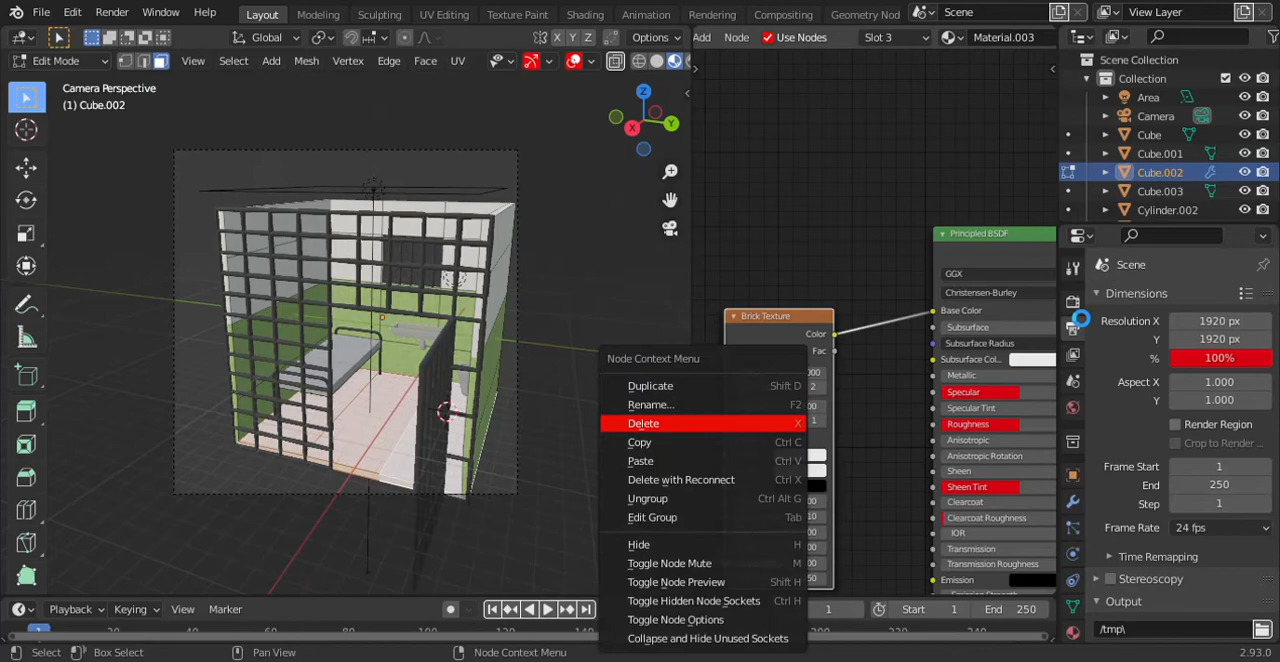 File Edit Render Window Help Layout Modeling Sculpting UV Editing Texture Paint Shading Animation Rendering Compositing Geometry Nod Scene View Layer
Global Options Add Node Use Nodes Slot 3 Material.003
Edit Mode View Select Add Mesh Vertex Edge Face UV
X Y Z
Camera Perspective
(1) Cube.002
Z
Y
X
Scene Collection
Collection
Area
Camera
Cube
Cube.001
Cube.002
Cube.003
Cylinder.002
Scene
Dimensions
Resolution X 1920 px
Y 1920 px
% 100%
Aspect X 1.000
Y 1.000
Render Region
Crop to Render ...
Frame Start 1
End 250
Step 1
Frame Rate 24 fps
Time Remapping
Stereoscopy
Output
/tmp\
Principled BSDF
GGX
Christensen-Burley
Base Color
Subsurface
Subsurface Radius
Subsurface Col...
Metallic
Specular
Specular Tint
Roughness
Anisotropic
Anisotropic Rotation
Sheen
Sheen Tint
Clearcoat
Clearcoat Roughness
IOR
Transmission
Transmission Roughness
Emission
Brick Texture
Color
Fac
Node Context Menu
Duplicate Shift D
Rename... F2
Delete X
Copy Ctrl C
Paste Ctrl V
Delete with Reconnect Ctrl X
Ungroup Ctrl Alt G
Edit Group Tab
Hide H
Toggle Node Mute M
Toggle Node Preview Shift H
Toggle Hidden Node Sockets Ctrl H
Toggle Node Options
Collapse and Hide Unused Sockets
Playback Keying View Marker 1 Start 1 End 250
1
Select Box Select Pan View Node Context Menu 2.93.0